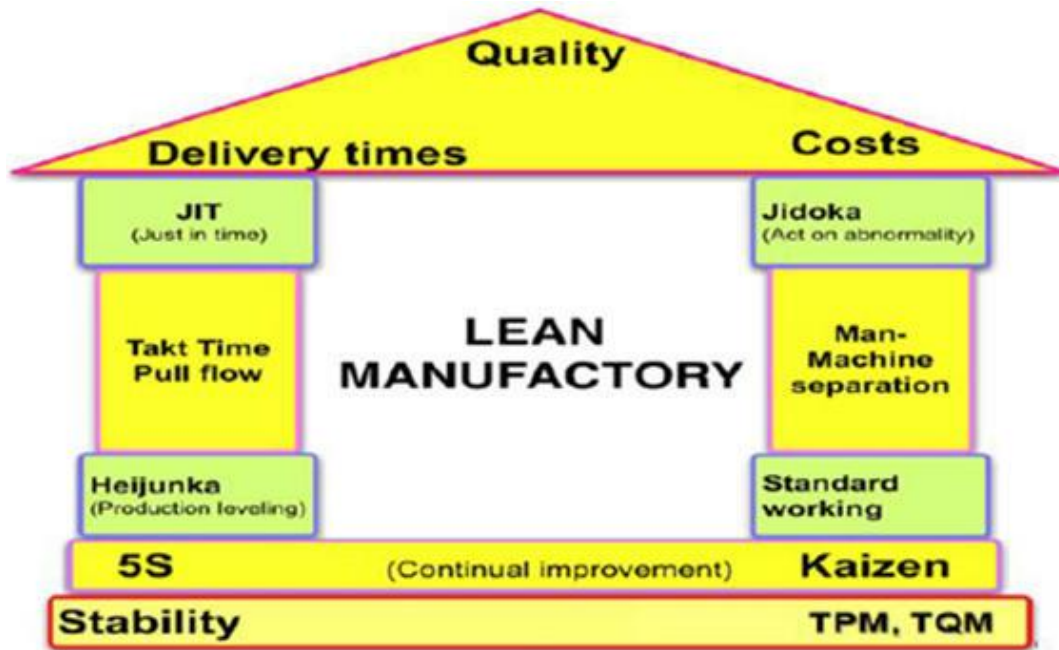 Quality
Delivery times
Costs
JIT
(Just in time)
Jidoka
(Act on abnormality)
Takt Time
Pull flow
LEAN
MANUFACTORY
Man-
Machine
separation
Heijunka
(Production leveling)
Standard
working
5S (Continual improvement) Kaizen
Stability TPM, TQM